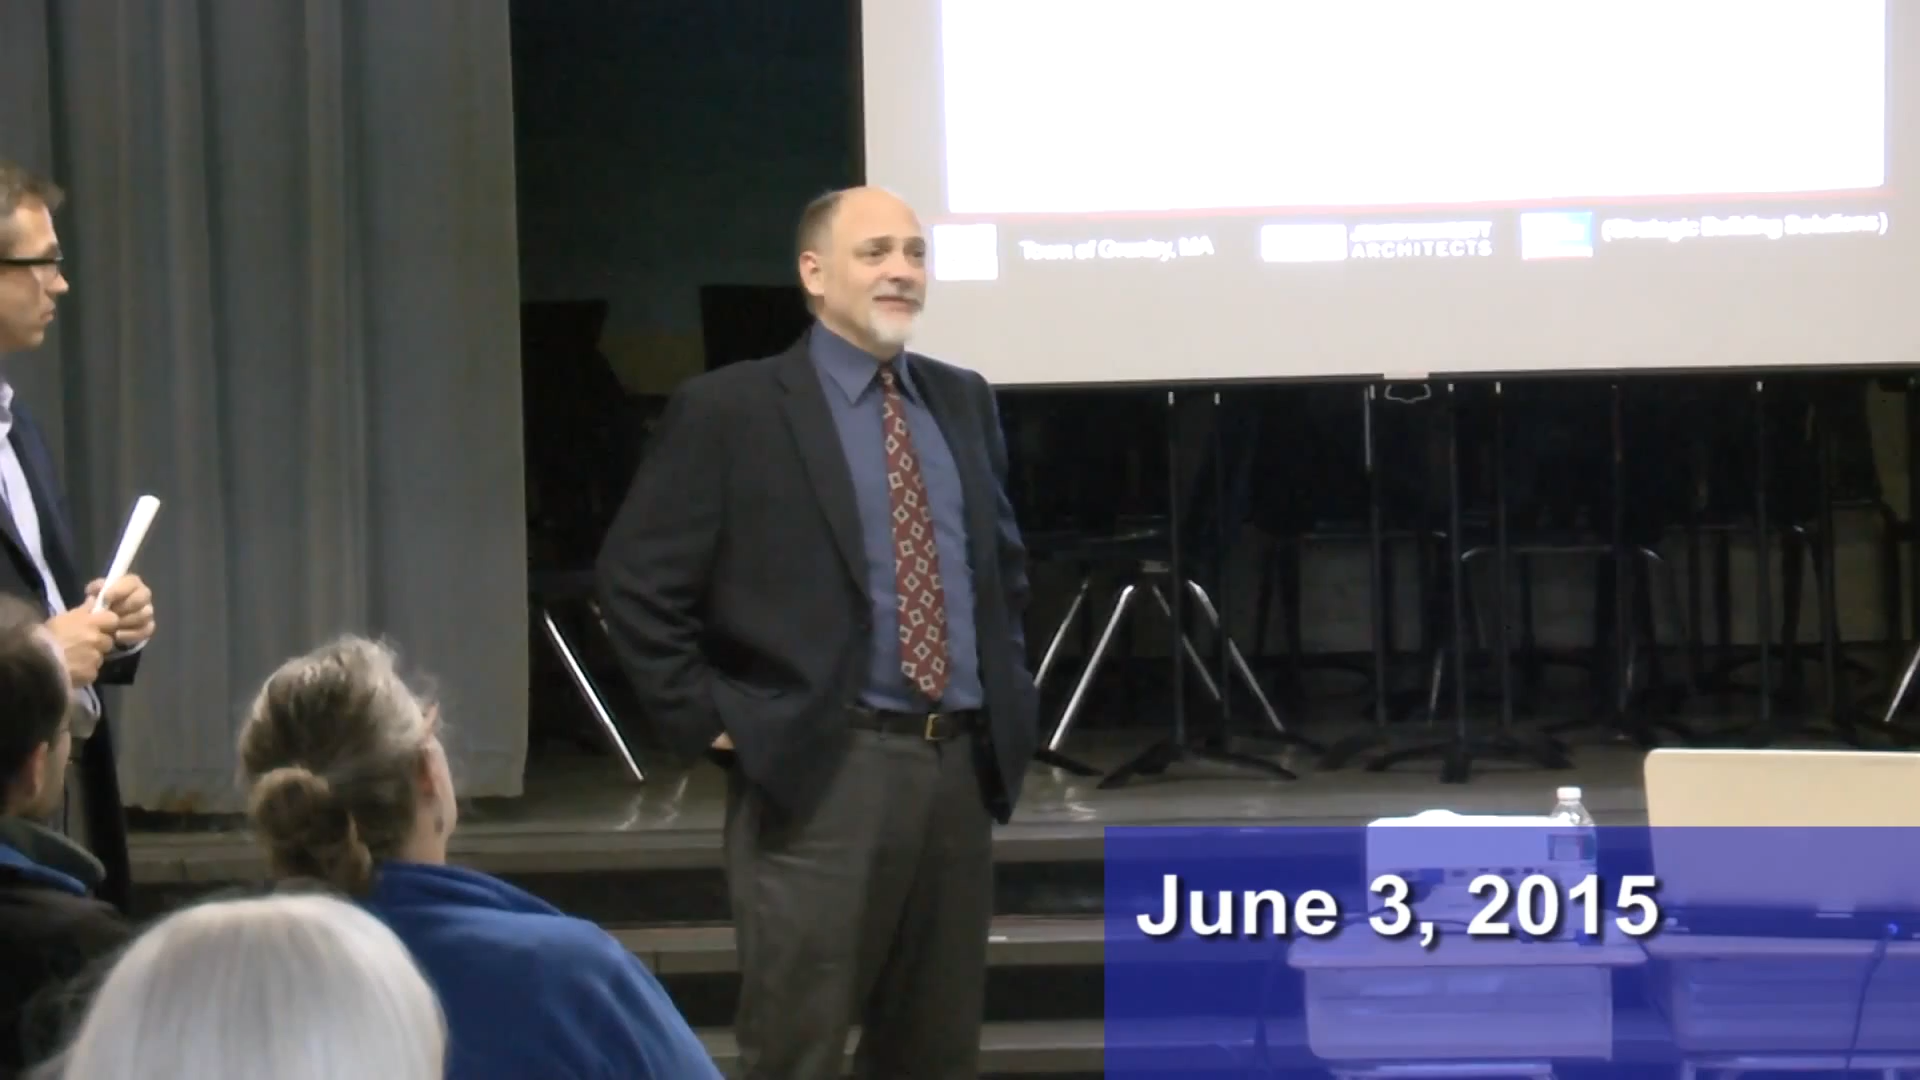 Town of Granby, MA
ARCHITECTS
(Strategic Building Solutions)
June 3, 2015